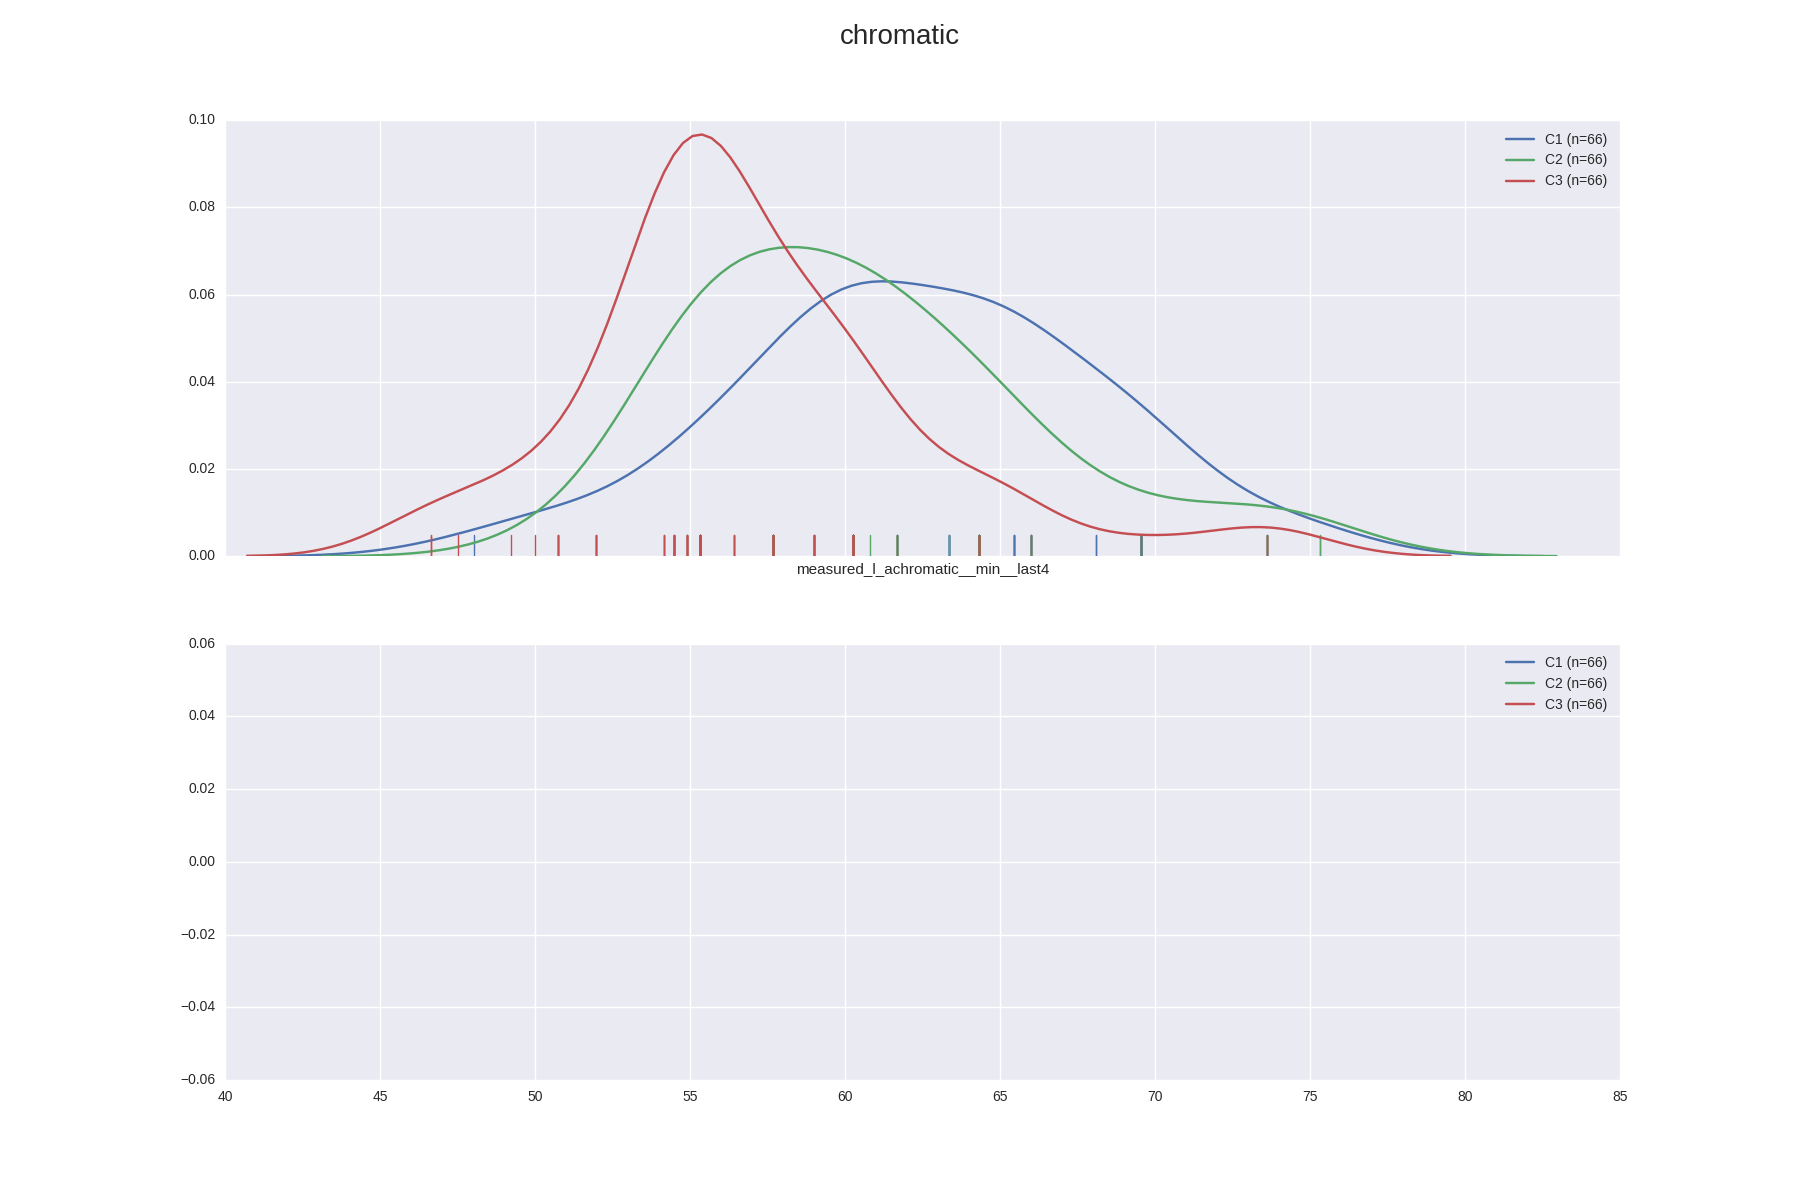 chromatic
0.10
0.08
0.06
0.04
0.02
0.00
C1 (n=66)
C2 (n=66)
C3 (n=66)
measured_l_achromatic__min__last4
0.06
0.04
0.02
0.00
−0.02
−0.04
−0.06
C1 (n=66)
C2 (n=66)
C3 (n=66)
40 45 50 55 60 65 70 75 80 85